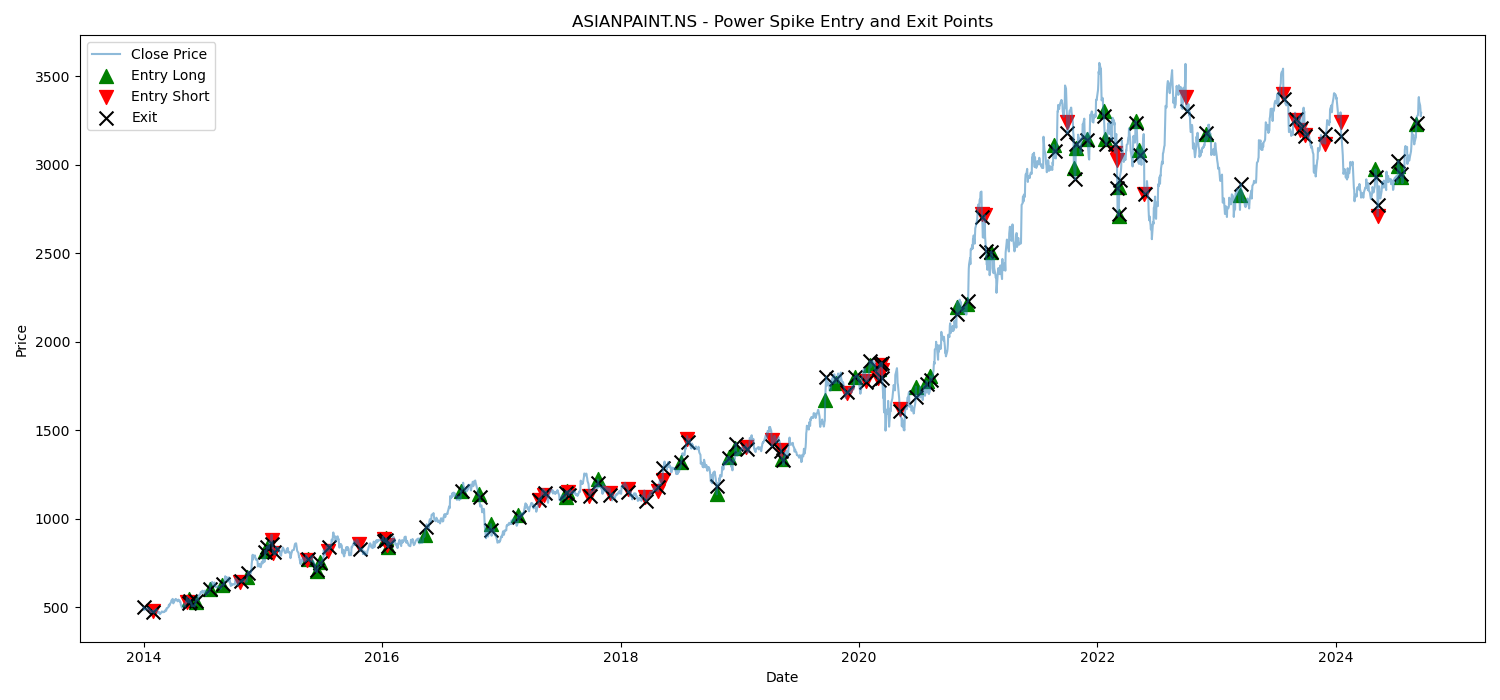 ASIANPAINT.NS - Power Spike Entry and Exit Points
Close Price
Entry Long
Entry Short
Exit
Price
3500
3000
2500
2000
1500
1000
500
2014
2016
2018
2020
2022
2024
Date